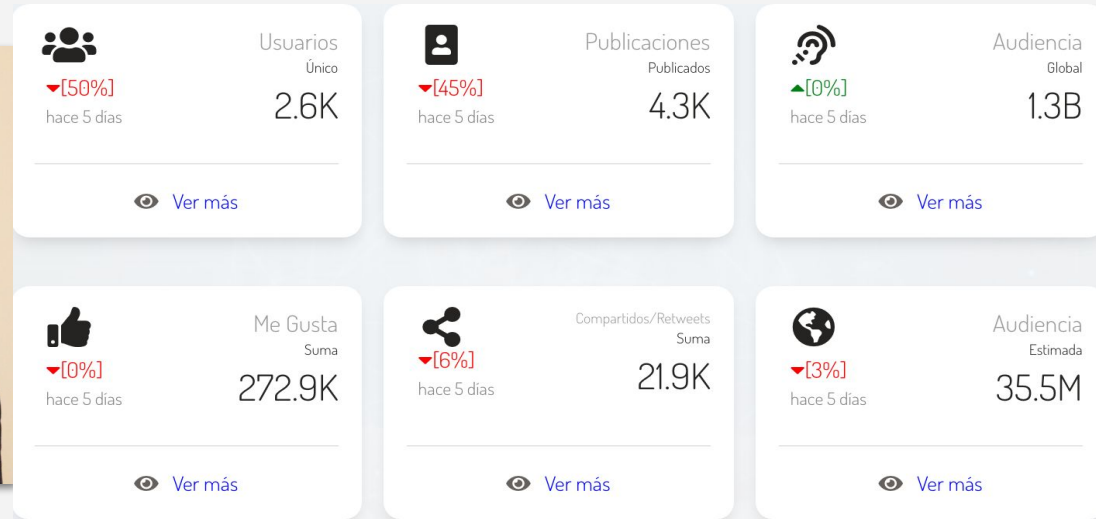 Usuarios
Único
▼[50%]
hace 5 días
2.6K
Ver más
Publicaciones
Publicados
▼[45%]
hace 5 días
4.3K
Ver más
Audiencia
Global
▲[0%]
hace 5 días
1.3B
Ver más
Me Gusta
Suma
▼[0%]
hace 5 días
272.9K
Ver más
Compartidos/Retweets
Suma
▼[6%]
hace 5 días
21.9K
Ver más
Audiencia
Estimada
▼[3%]
hace 5 días
35.5M
Ver más